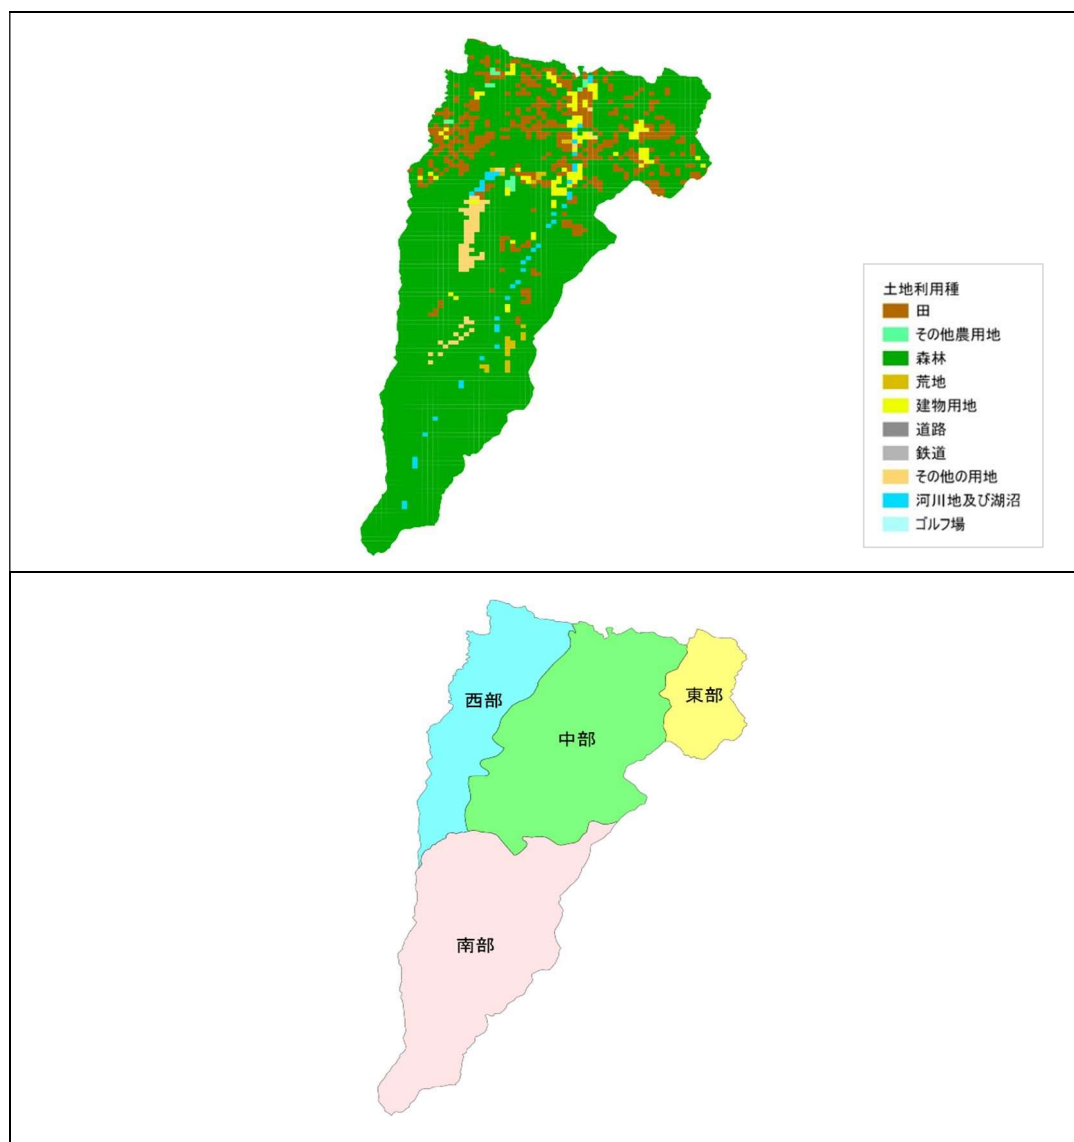 土地利用種
田
その他農用地
森林
荒地
建物用地
道路
鉄道
その他の用地
河川地及び湖沼
ゴルフ場
西部
東部
中部
南部